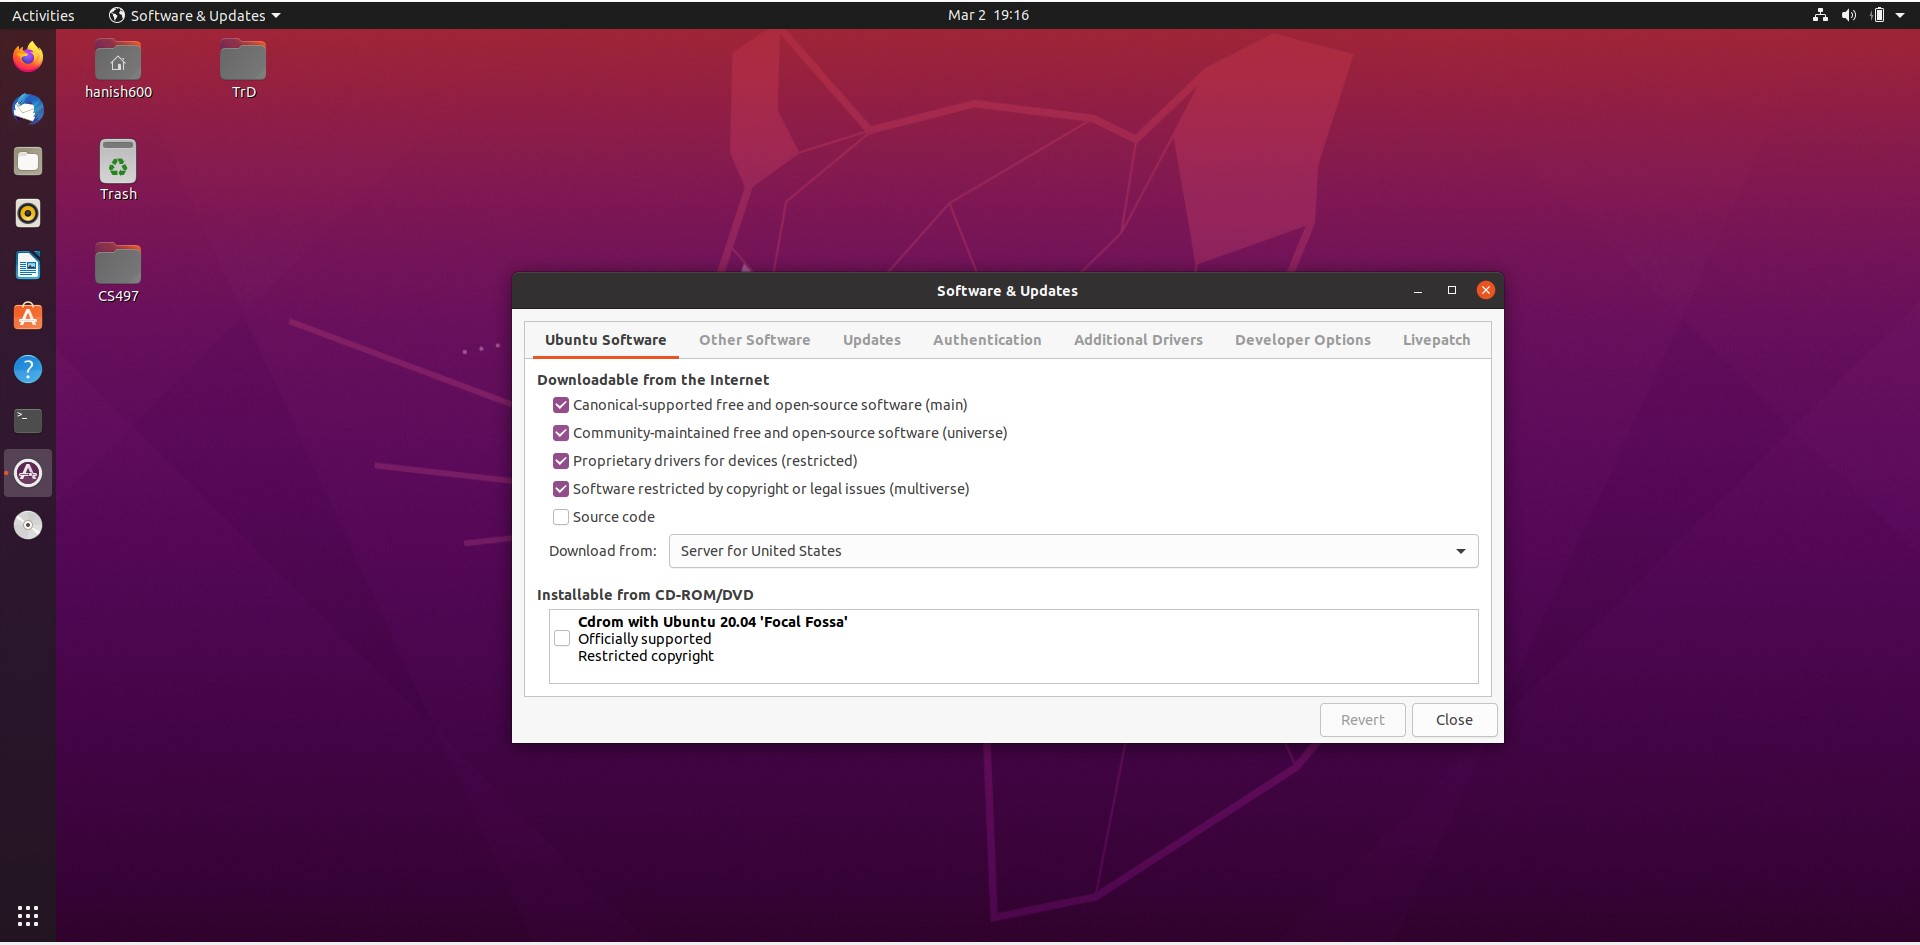 Activities
Software & Updates
Mar 2 19:16
hanish600
TrD
Trash
CS497
Software & Updates
Ubuntu Software
Other Software
Updates
Authentication
Additional Drivers
Developer Options
Livepatch
Downloadable from the Internet
Canonical-supported free and open-source software (main)
Community-maintained free and open-source software (universe)
Proprietary drivers for devices (restricted)
Software restricted by copyright or legal issues (multiverse)
Source code
Download from: Server for United States
Installable from CD-ROM/DVD
Cdrom with Ubuntu 20.04 'Focal Fossa'
Officially supported
Restricted copyright
Revert
Close